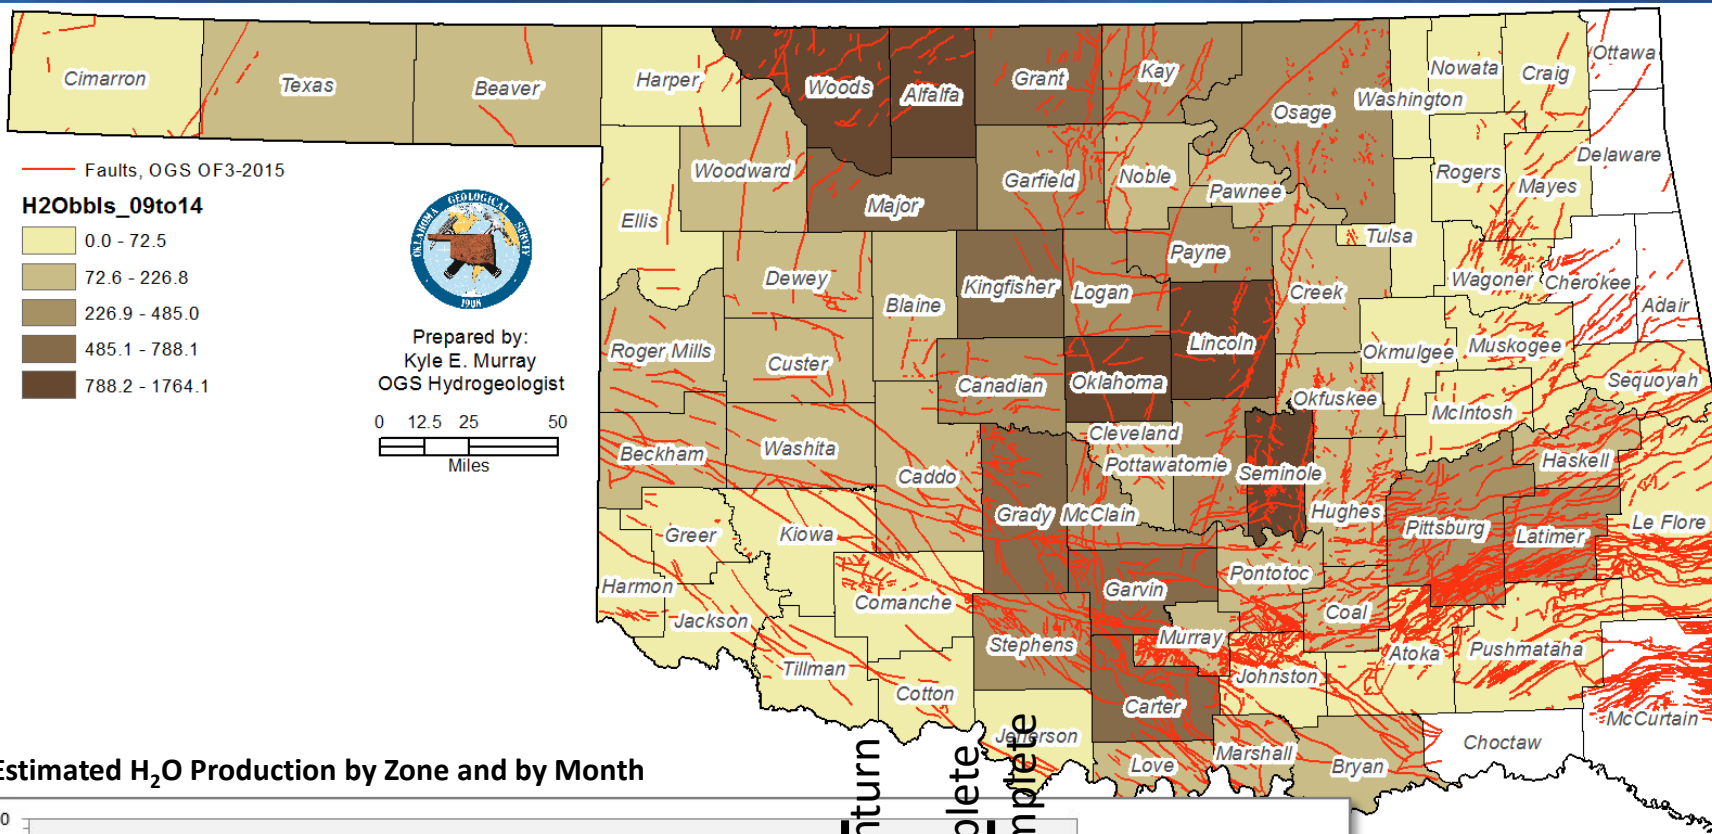 Cimarron
Texas
Beaver
Harper
Woods
Alfalfa
Grant
Kay
Osage
Washington
Nowata
Craig
Ottawa
Faults, OGS OF3-2015
H2Obbls_09to14
0.0 - 72.5
72.6 - 226.8
226.9 - 485.0
485.1 - 788.1
788.2 - 1764.1
OKLAHOMA GEOLOGICAL SURVEY
1908
Prepared by:
Kyle E. Murray
OGS Hydrogeologist
0 12.5 25 50
Miles
Ellis
Woodward
Major
Garfield
Noble
Pawnee
Rogers
Mayes
Delaware
Dewey
Blaine
Kingfisher
Logan
Payne
Creek
Tulsa
Wagoner
Cherokee
Adair
Roger Mills
Custer
Canadian
Oklahoma
Lincoln
Okfuskee
Okmulgee
Muskogee
McIntosh
Sequoyah
Beckham
Washita
Caddo
Grady
McClain
Cleveland
Pottawatomie
Seminole
Hughes
Pittsburg
Haskell
Latimer
Le Flore
Harmon
Greer
Kiowa
Jackson
Comanche
Tillman
Cotton
Stephens
Garvin
Murray
Pontotoc
Coal
Johnston
Atoka
Pushmataha
McCurtain
Jefferson
Carter
Love
Marshall
Bryan
Choctaw
Estimated H₂O Production by Zone and by Month
0